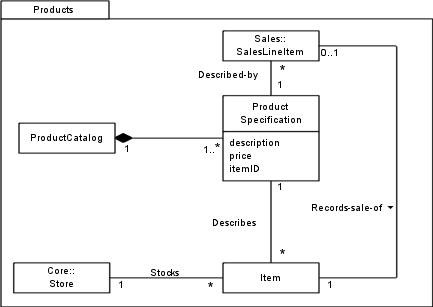 Products
Sales::
SalesLineItem
0..1
*
Described-by
1
Product
Specification
ProductCatalog
1
1..*
description
price
itemID
1
Describes
Records-sale-of
*
Core::
Store
Stocks
1
*
Item
1